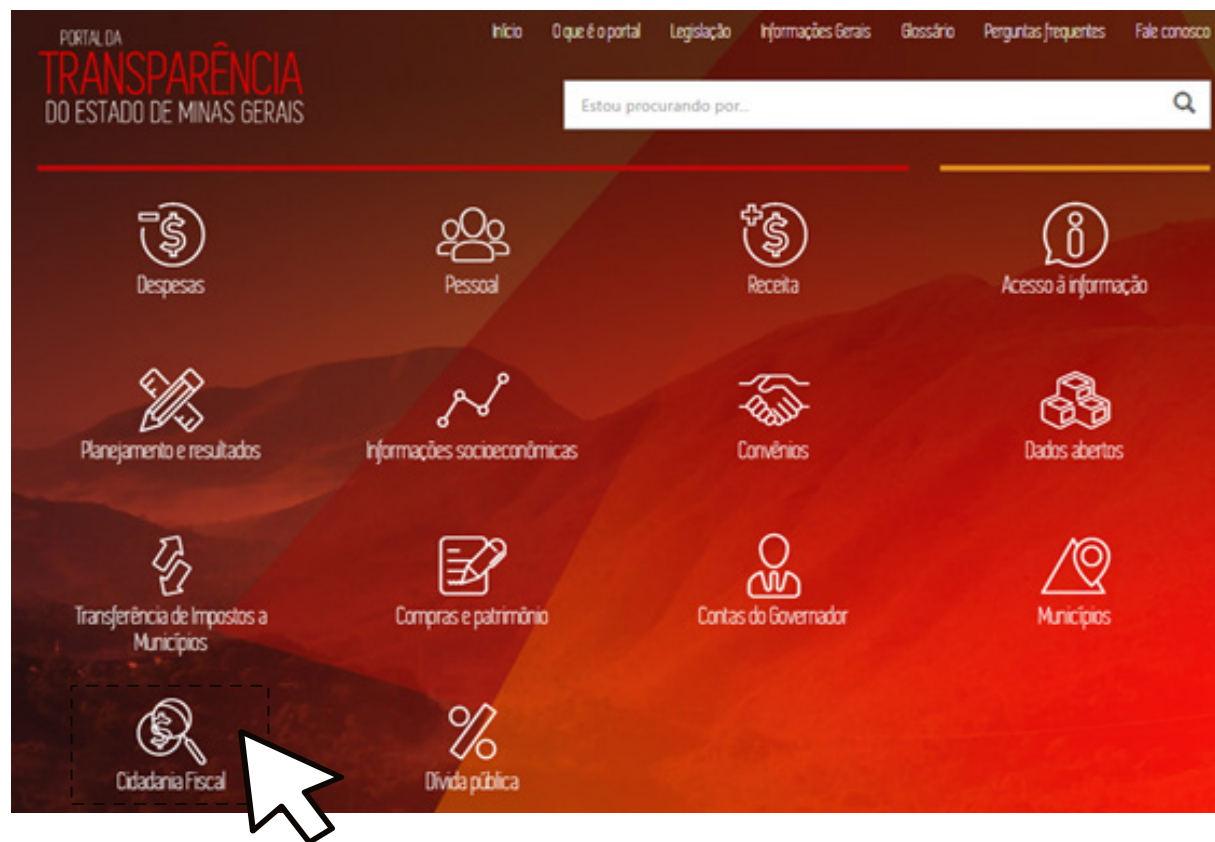 PORTAL DA
TRANSPARÊNCIA
DO ESTADO DE MINAS GERAIS
Início O que é o portal Legislação Informações Gerais Glossário Perguntas frequentes Fale conosco
Estou procurando por...
Despesas
Pessoal
Receita
Acesso à informação
Planejamento e resultados
Informações socioeconômicas
Convênios
Dados abertos
Transferência de Impostos a
Municípios
Compras e patrimônio
Contas do Governador
Municípios
Cidadania Fiscal
Dívida pública